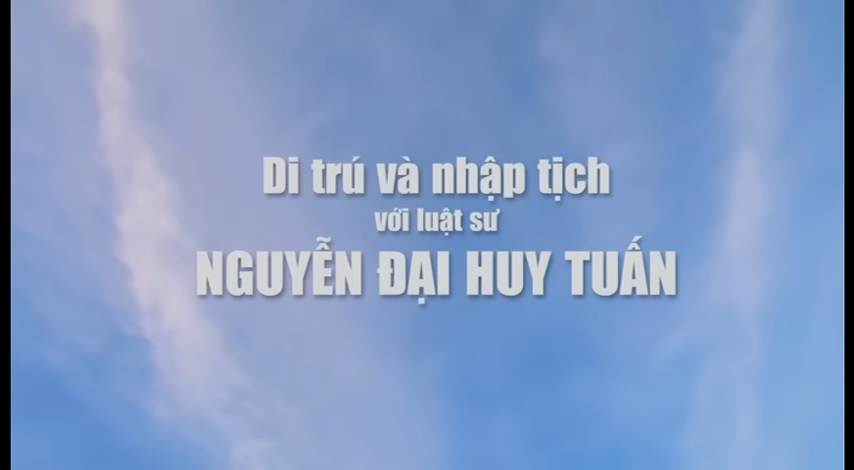 Di trú và nhập tịch
với luật sư
NGUYỄN ĐẠI HUY TUẤN